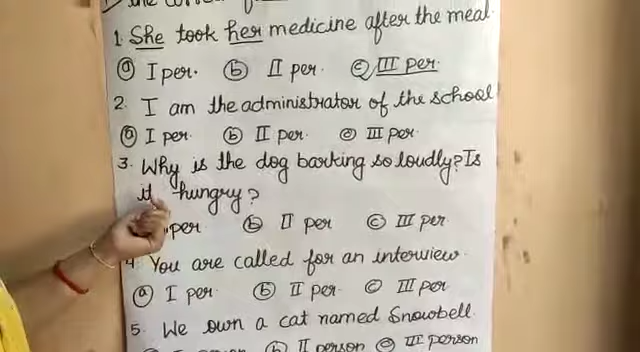 the correct
1. She took her medicine after the meal.
ⓐ I per. ⓑ II per. ⓒ III per.
2. I am the administrator of the school
ⓐ I per. ⓑ II per. ⓒ III per.
3. Why is the dog barking so loudly? Is
it hungry?
per ⓑ II per ⓒ III per
4. You are called for an interview.
ⓐ I per ⓑ II per. ⓒ III per
5. We own a cat named Snowbell.
ⓑ II person ⓒ III person